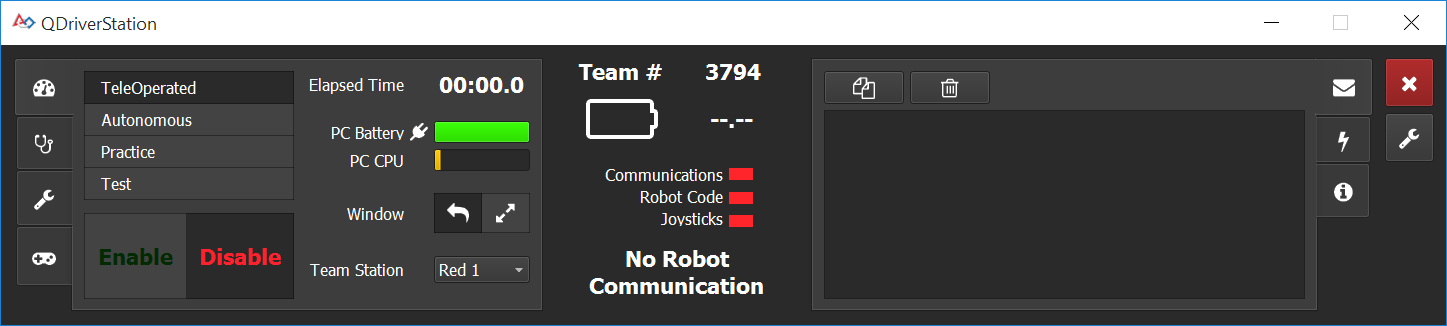 QDriverStation
TeleOperated
Autonomous
Practice
Test
Enable
Disable
Elapsed Time 00:00.0
PC Battery
PC CPU
Window
Team Station Red 1
Team # 3794
--.--
Communications
Robot Code
Joysticks
No Robot
Communication